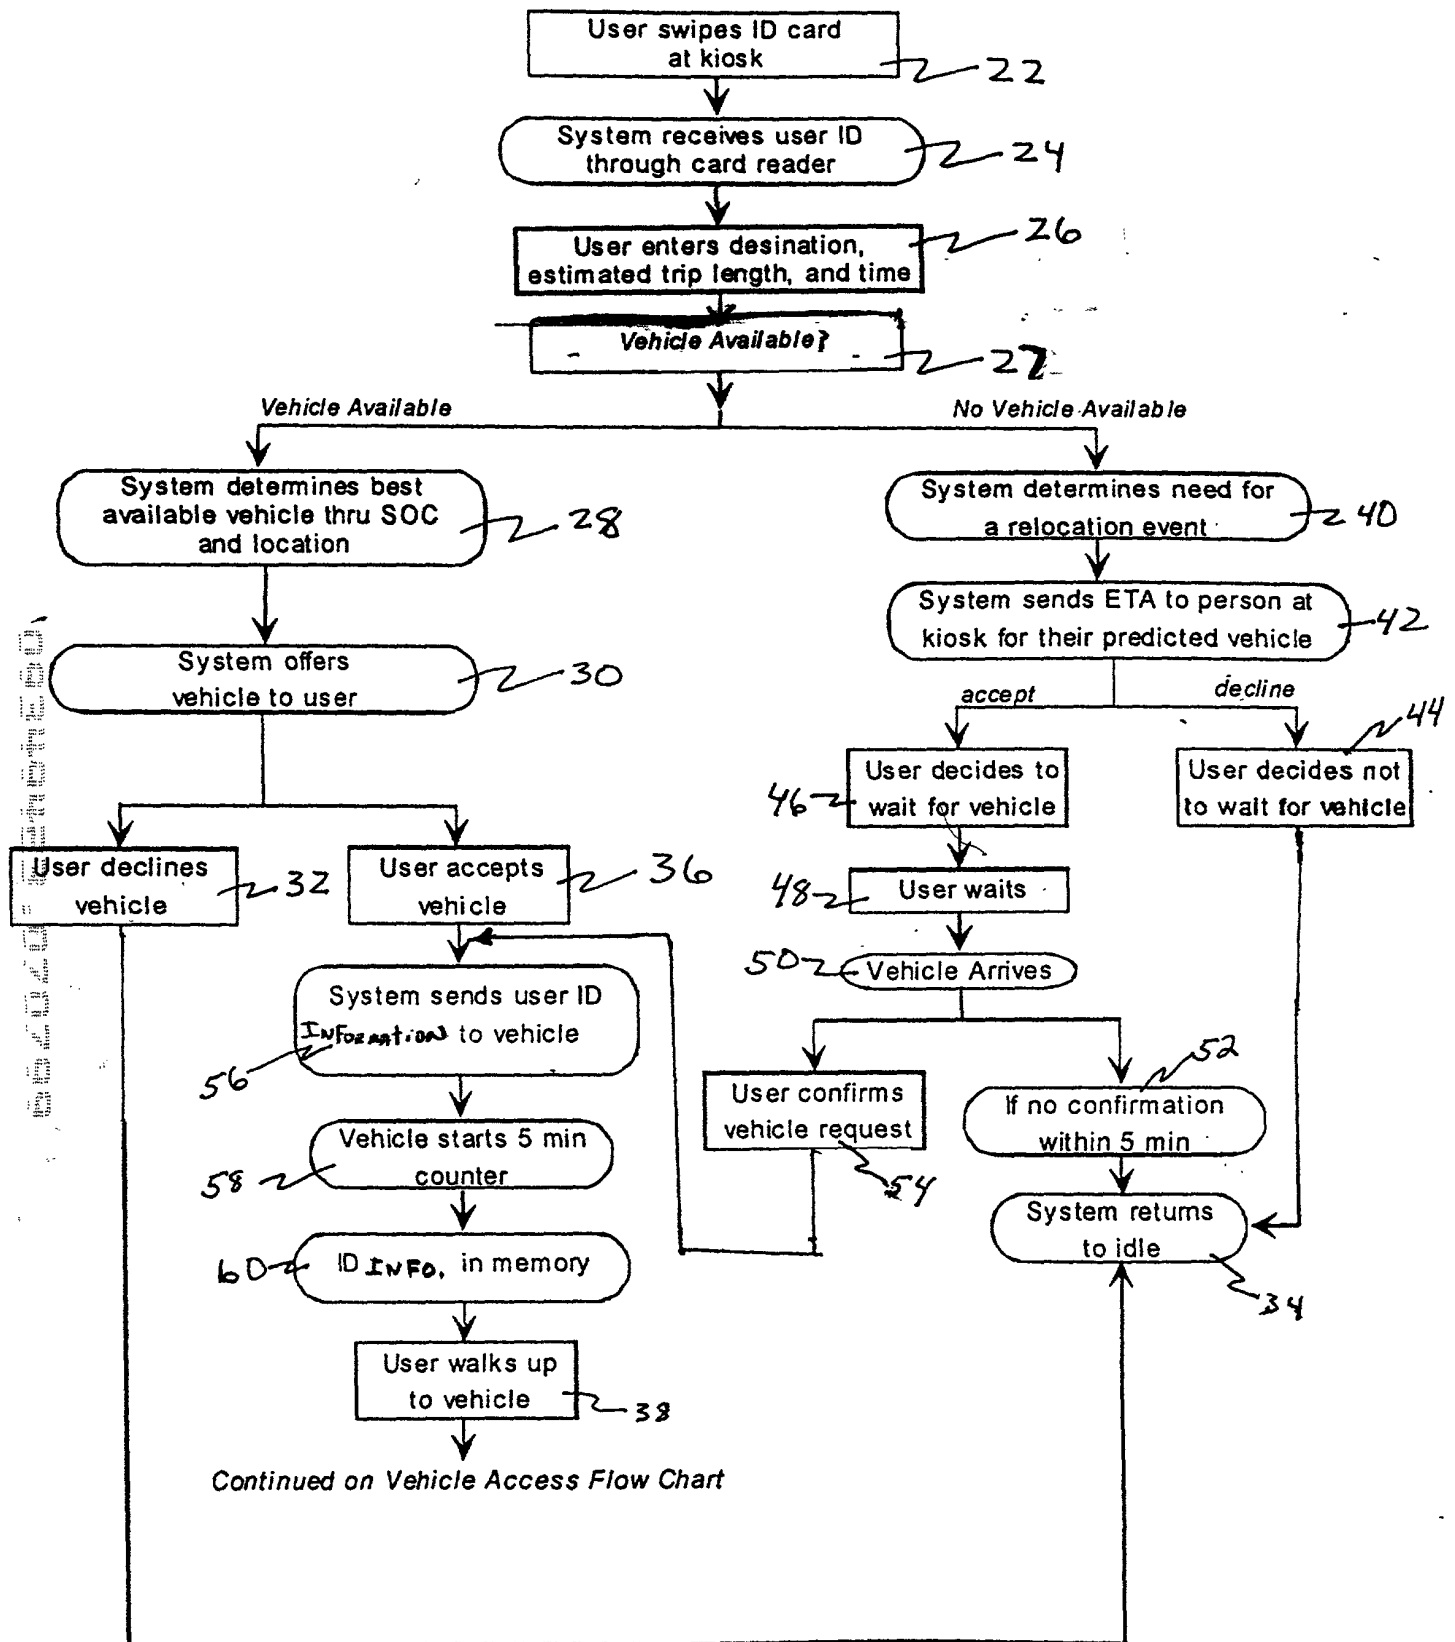 User swipes ID card
at kiosk
22
System receives user ID
through card reader
24
User enters desination,
estimated trip length, and time
26
Vehicle Available?
27
Vehicle Available
No Vehicle Available
System determines best
available vehicle thru SOC
and location
28
System determines need for
a relocation event
40
System sends ETA to person at
kiosk for their predicted vehicle
42
System offers
vehicle to user
30
accept
decline
44
User decides to
wait for vehicle
46
User decides not
to wait for vehicle
User declines
vehicle
32
User accepts
vehicle
36
48
User waits
50
Vehicle Arrives
System sends user ID
INFORMATION to vehicle
56
52
User confirms
vehicle request
54
If no confirmation
within 5 min
Vehicle starts 5 min
counter
58
System returns
to idle
34
60
ID INFO. in memory
User walks up
to vehicle
38
Continued on Vehicle Access Flow Chart